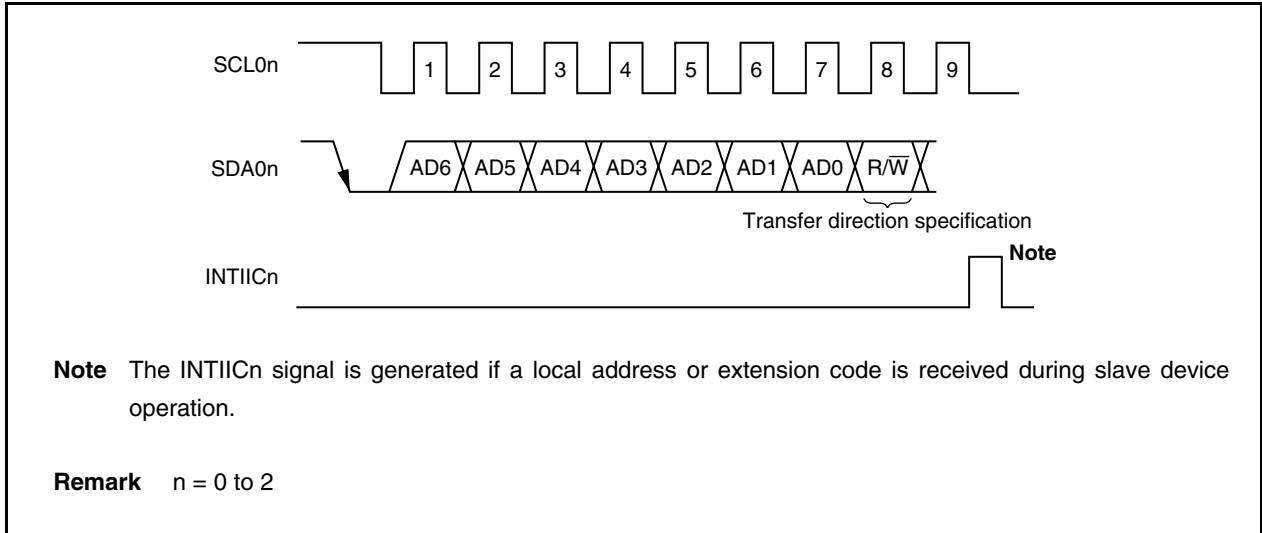 SCL0n 1 2 3 4 5 6 7 8 9
SDA0n AD6 AD5 AD4 AD3 AD2 AD1 AD0 R/W̅
Transfer direction specification
Note
INTIICn
Note The INTIICn signal is generated if a local address or extension code is received during slave device
operation.
Remark n = 0 to 2